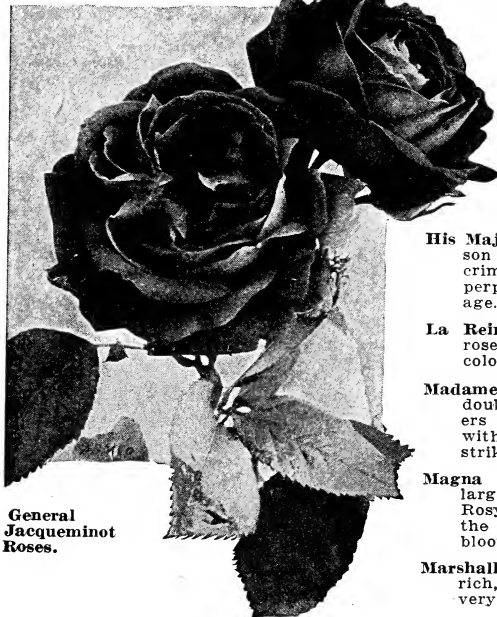 General
Jacqueminot
Roses.
His Maj
son
crim
perp
age.
La Rein
rose
colo
Madame
doubl
ers
with
strik
Magna
larg
Rosy
the
bloo
Marshall
rich,
very